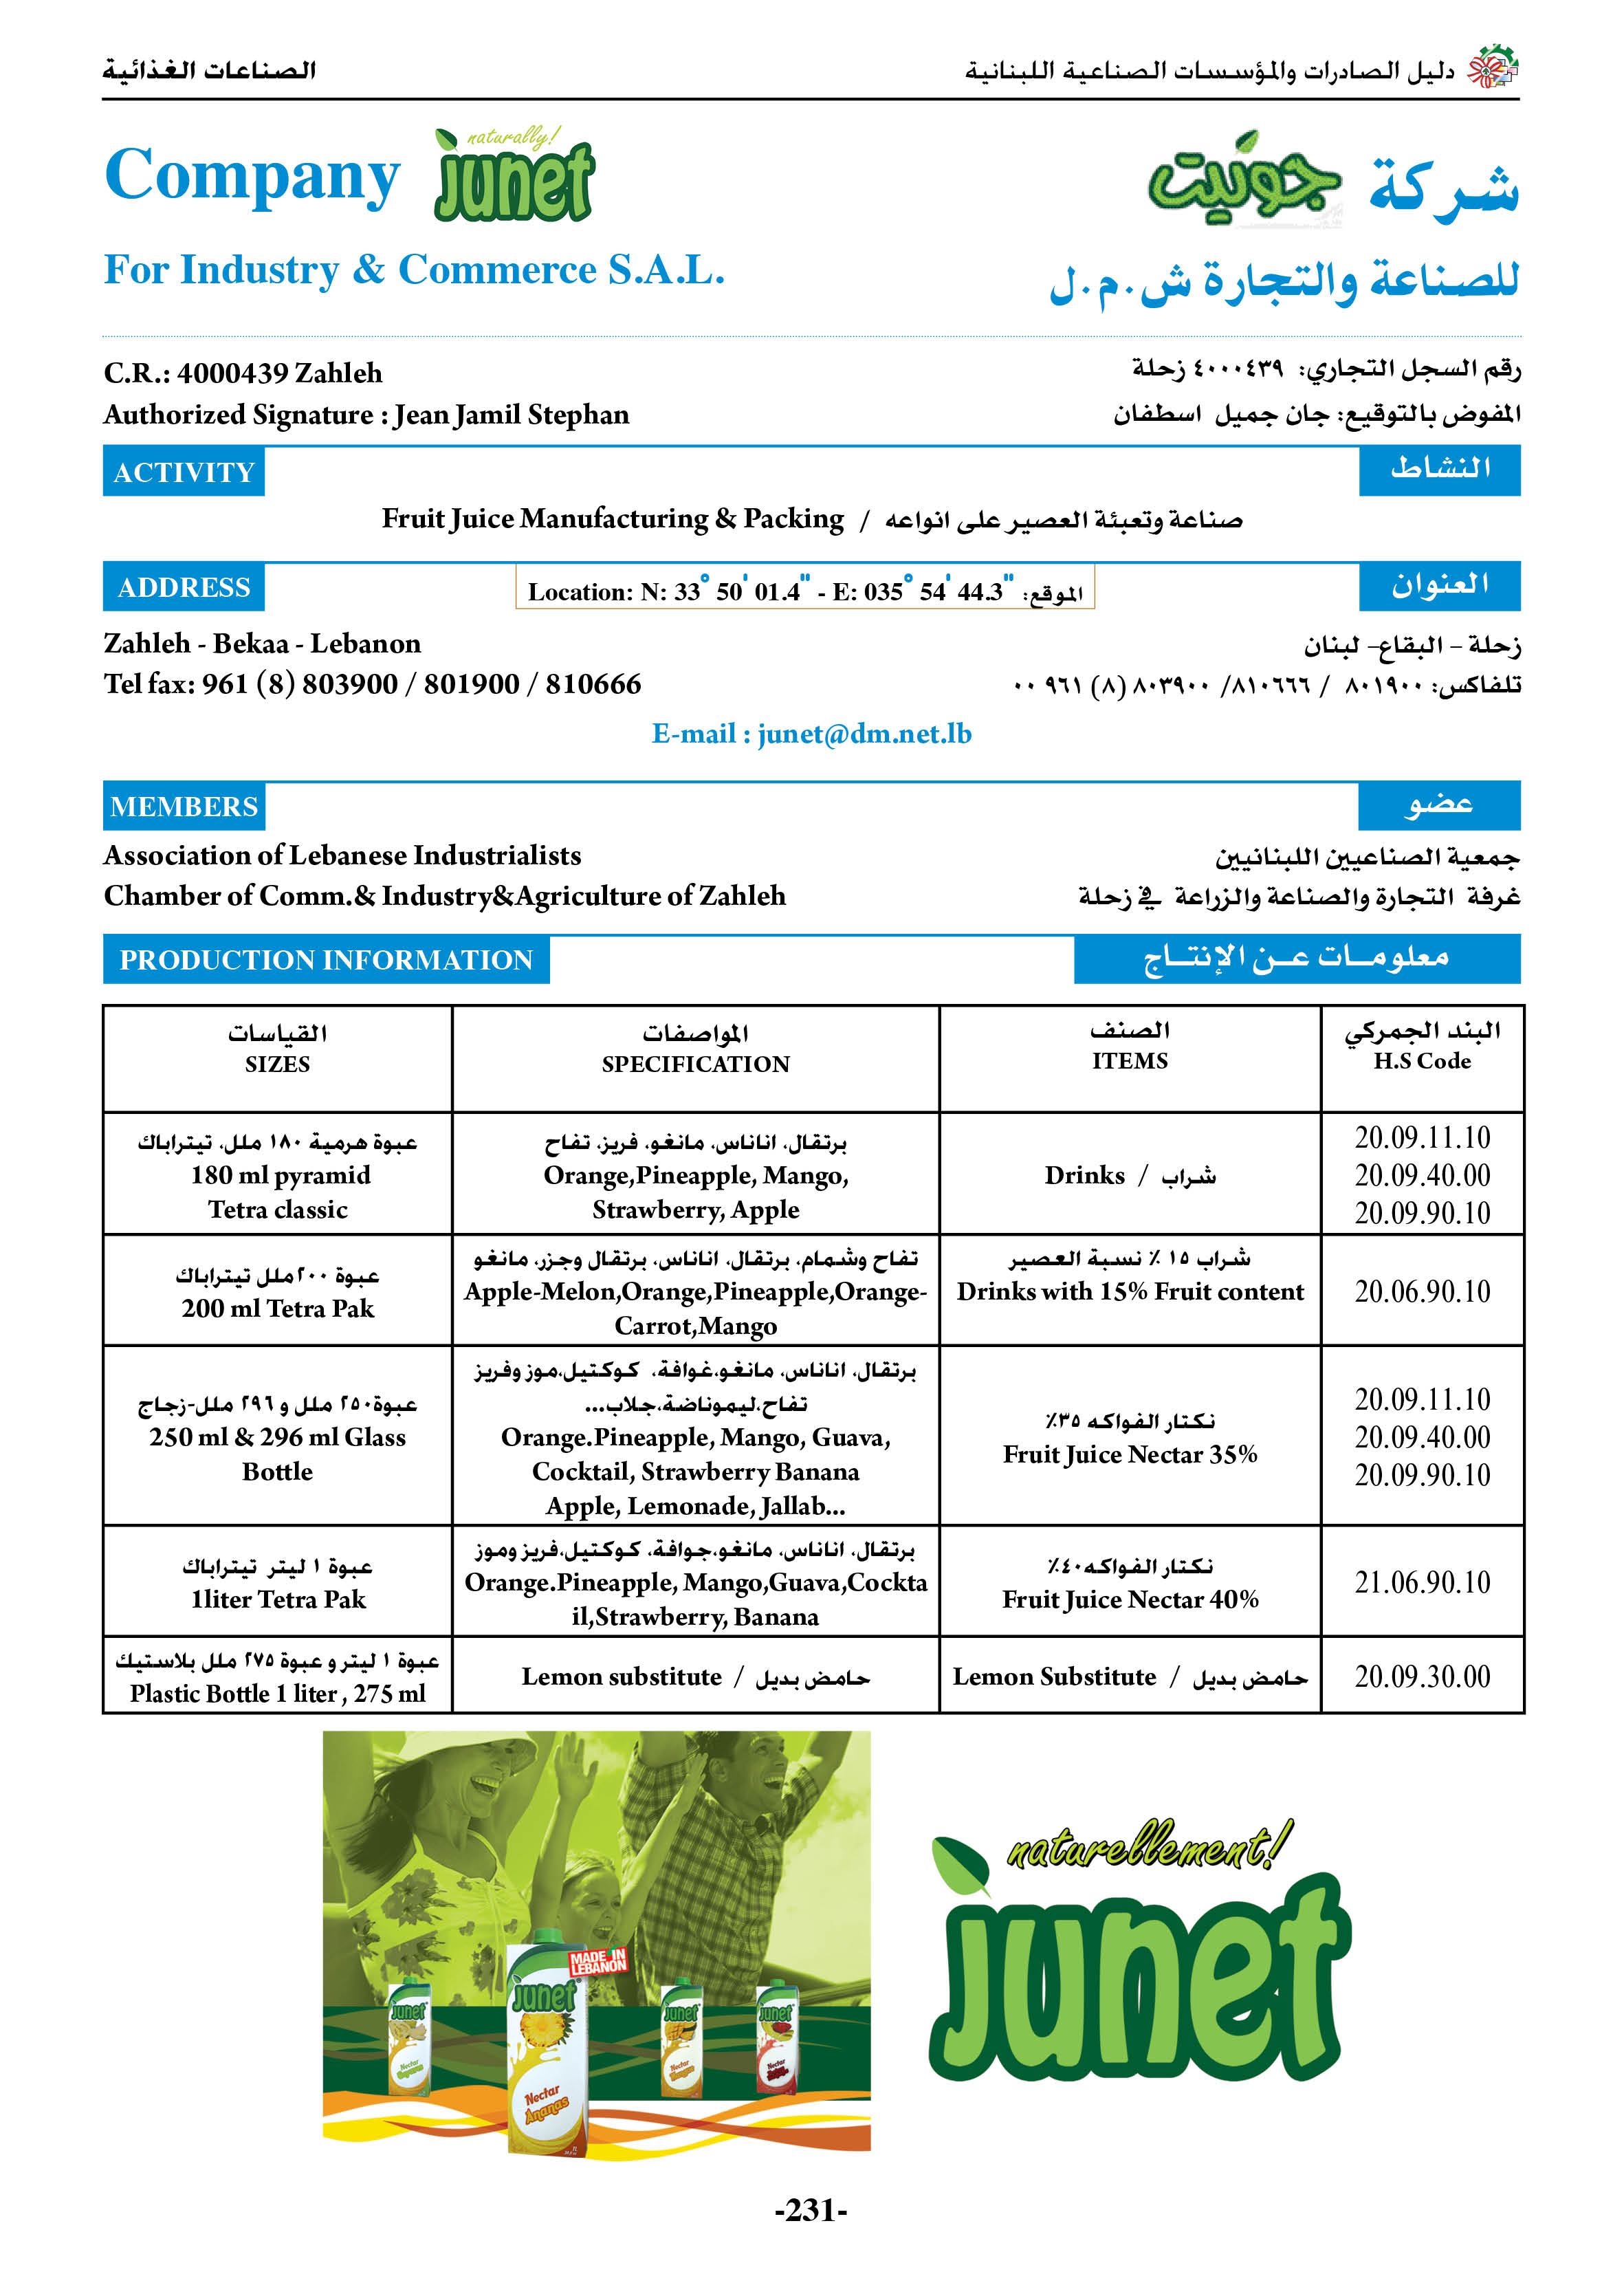 الصناعات الغذائية
دليل الصادرات والمؤسسات الصناعية اللبنانية
Company naturally! junet
شركة جونيت
For Industry & Commerce S.A.L.
للصناعة والتجارة ش.م.ل
C.R.: 4000439 Zahleh
رقم السجل التجاري: ٤٠٠٠٤٣٩ زحلة
Authorized Signature : Jean Jamil Stephan
المفوض بالتوقيع: جان جميل اسطفان
ACTIVITY
النشاط
Fruit Juice Manufacturing & Packing / صناعة وتعبئة العصير على انواعه
ADDRESS
Location: N: 33° 50' 01.4" - E: 035° 54' 44.3" :الموقع
العنوان
Zahleh - Bekaa - Lebanon
زحلة – البقاع– لبنان
Tel fax: 961 (8) 803900 / 801900 / 810666
تلفاكس: ٨٠١٩٠٠ / ٨١٠٦٦٦/ ٨٠٣٩٠٠ (٨) ٩٦١ ٠٠
E-mail : junet@dm.net.lb
MEMBERS
عضو
Association of Lebanese Industrialists
جمعية الصناعيين اللبنانيين
Chamber of Comm.& Industry&Agriculture of Zahleh
غرفة التجارة والصناعة والزراعة في زحلة
PRODUCTION INFORMATION
معلومات عن الإنتاج
القياسات
SIZES
المواصفات
SPECIFICATION
الصنف
ITEMS
البند الجمركي
H.S Code
عبوة هرمية ١٨٠ ملل، تيتراباك
180 ml pyramid
Tetra classic
برتقال، اناناس، مانغو، فريز، تفاح
Orange,Pineapple, Mango,
Strawberry, Apple
Drinks / شراب
20.09.11.10
20.09.40.00
20.09.90.10
عبوة ٢٠٠ملل تيتراباك
200 ml Tetra Pak
تفاح وشمام، برتقال، اناناس، برتقال وجزر، مانغو
Apple-Melon,Orange,Pineapple,Orange-
Carrot,Mango
شراب ١٥ ٪ نسبة العصير
Drinks with 15% Fruit content
20.06.90.10
عبوة٢٥٠ ملل و ٢٩٦ ملل-زجاج
250 ml & 296 ml Glass
Bottle
برتقال، اناناس، مانغو،غوافة، كوكتيل،موز وفريز
تفاح،ليموناضة،جلاب...
Orange.Pineapple, Mango, Guava,
Cocktail, Strawberry Banana
Apple, Lemonade, Jallab...
نكتار الفواكه ٣٥٪
Fruit Juice Nectar 35%
20.09.11.10
20.09.40.00
20.09.90.10
عبوة ١ ليتر تيتراباك
1liter Tetra Pak
برتقال، اناناس، مانغو،جوافة، كوكتيل،فريز وموز
Orange.Pineapple, Mango,Guava,Cockta
il,Strawberry, Banana
نكتار الفواكه٤٠٪
Fruit Juice Nectar 40%
21.06.90.10
عبوة ١ ليتر و عبوة ٢٧٥ ملل بلاستيك
Plastic Bottle 1 liter , 275 ml
Lemon substitute / حامض بديل
Lemon Substitute / حامض بديل
20.09.30.00
MADE IN
LEBANON
junet
Nectar
junet
Nectar
Ananas
junet
Nectar
junet
Nectar
naturellement!
junet
-231-